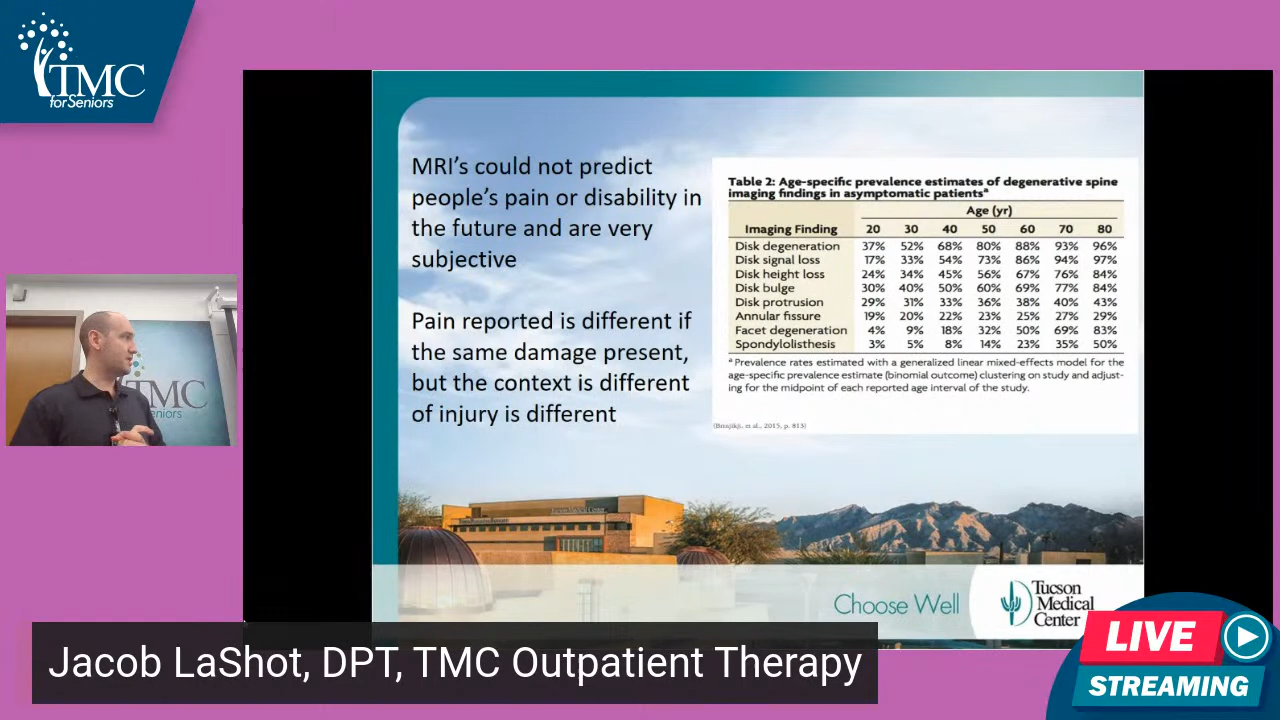 TMC
for Seniors
MRI's could not predict
people's pain or disability in
the future and are very
subjective
Pain reported is different if
the same damage present,
but the context is different
of injury is different
Table 2: Age-specific prevalence estimates of degenerative spine
imaging findings in asymptomatic patientsª
Age (yr)
Imaging Finding 20 30 40 50 60 70 80
Disk degeneration 37% 52% 68% 80% 88% 93% 96%
Disk signal loss 17% 33% 54% 73% 86% 94% 97%
Disk height loss 24% 34% 45% 56% 67% 76% 84%
Disk bulge 30% 40% 50% 60% 69% 77% 84%
Disk protrusion 29% 31% 33% 36% 38% 40% 43%
Annular fissure 19% 20% 22% 23% 25% 27% 29%
Facet degeneration 4% 9% 18% 32% 50% 69% 83%
Spondylolisthesis 3% 5% 8% 14% 23% 35% 50%
ª Prevalence rates estimated with a generalized linear mixed-effects model for the
age-specific prevalence estimate (binomial outcome) clustering on study and adjust-
ing for the midpoint of each reported age interval of the study.
et al., 2015, p. 813)
TMC
Choose Well
Tucson
Medical
Center
Jacob LaShot, DPT, TMC Outpatient Therapy
LIVE
STREAMING